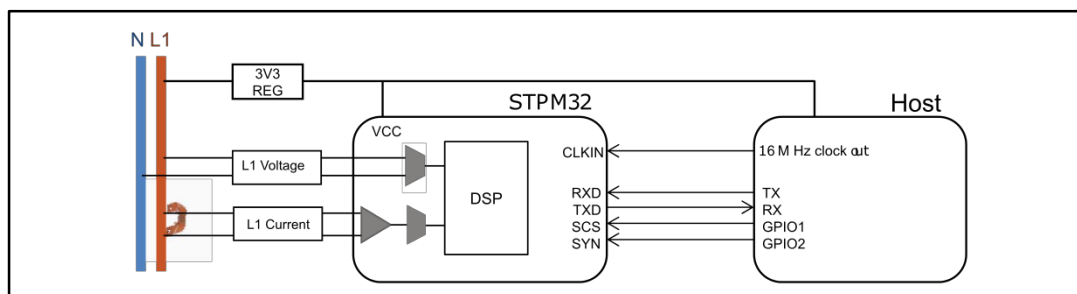 N L1
3V3
REG
STPM32
Host
VCC
CLKIN
16 M Hz clock out
L1 Voltage
DSP
RXD
TX
TXD
RX
L1 Current
SCS
GPIO1
SYN
GPIO2